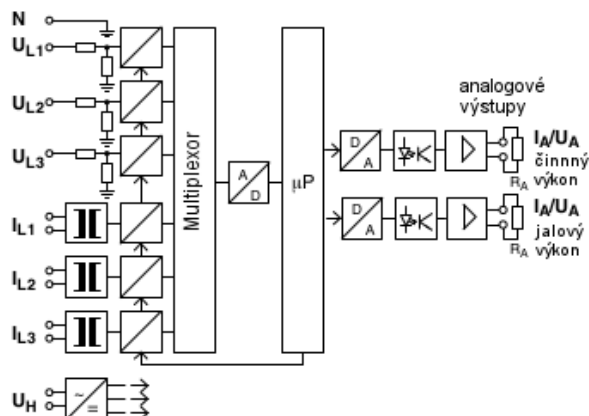 N
UL1
UL2
UL3
IL1
IL2
IL3
UH
~
=
Multiplexor
A
D
µP
D
A
D
A
analogové
výstupy
IA/UA
činnný
výkon
RA
IA/UA
jalový
výkon
RA